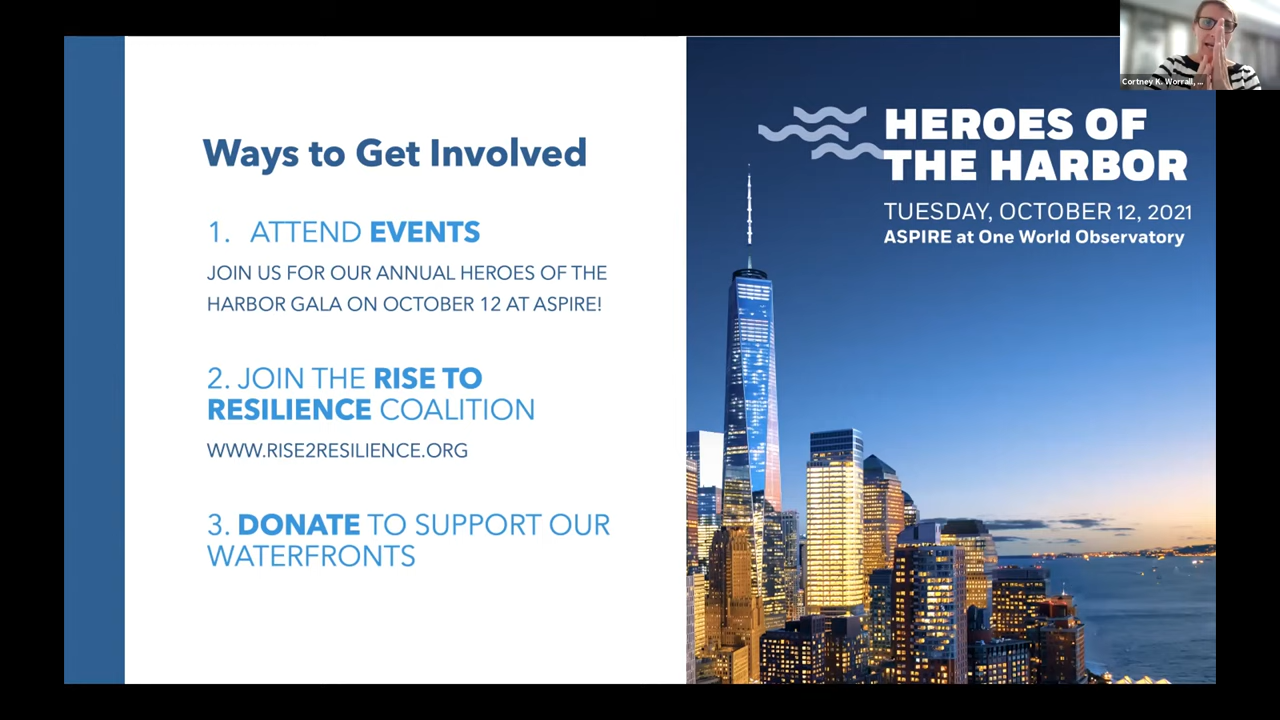 Ways to Get Involved
1. ATTEND EVENTS
JOIN US FOR OUR ANNUAL HEROES OF THE
HARBOR GALA ON OCTOBER 12 AT ASPIRE!
2. JOIN THE RISE TO
RESILIENCE COALITION
WWW.RISE2RESILIENCE.ORG
3. DONATE TO SUPPORT OUR
WATERFRONTS
HEROES OF
THE HARBOR
TUESDAY, OCTOBER 12, 2021
ASPIRE at One World Observatory
Cortney K. Worrall, ...